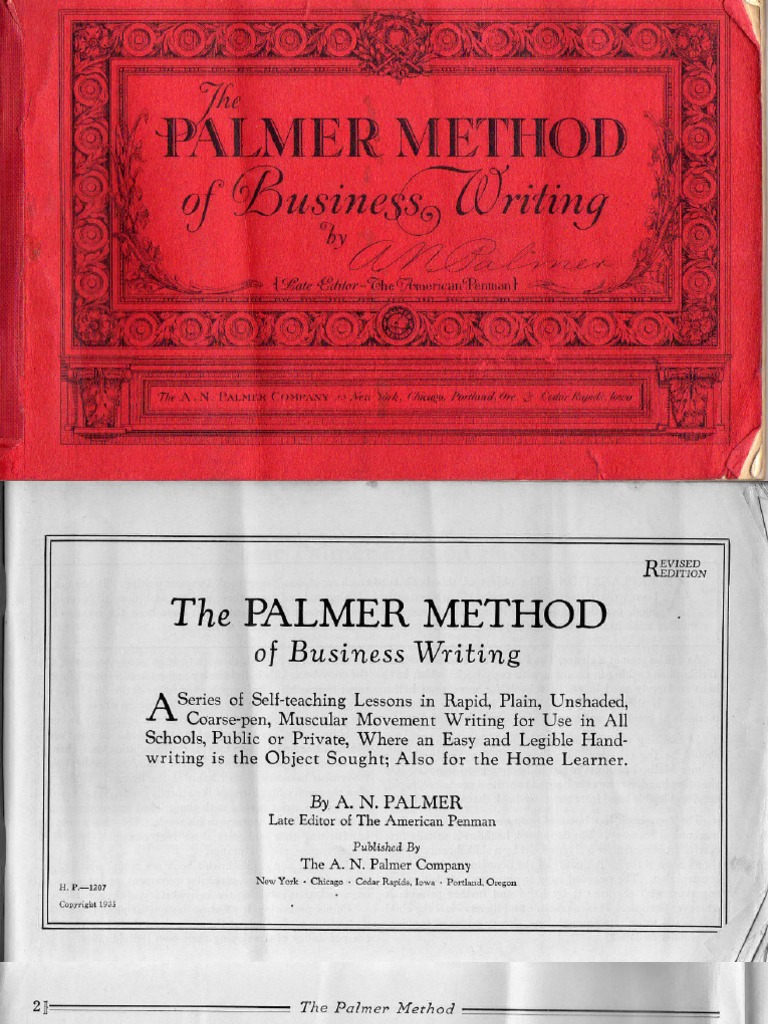 The
PALMER METHOD
of Business Writing
by
A N Palmer
Late Editor – The American Penman
The A. N. PALMER COMPANY New York, Chicago, Portland, Ore. & Cedar Rapids, Iowa
REVISED
EDITION
The PALMER METHOD
of Business Writing
A Series of Self-teaching Lessons in Rapid, Plain, Unshaded,
Coarse-pen, Muscular Movement Writing for Use in All
Schools, Public or Private, Where an Easy and Legible Hand-
writing is the Object Sought; Also for the Home Learner.
By A. N. PALMER
Late Editor of The American Penman
Published By
The A. N. Palmer Company
New York · Chicago · Cedar Rapids, Iowa · Portland, Oregon
H. P.—1207
Copyright 1935
2
The Palmer Method